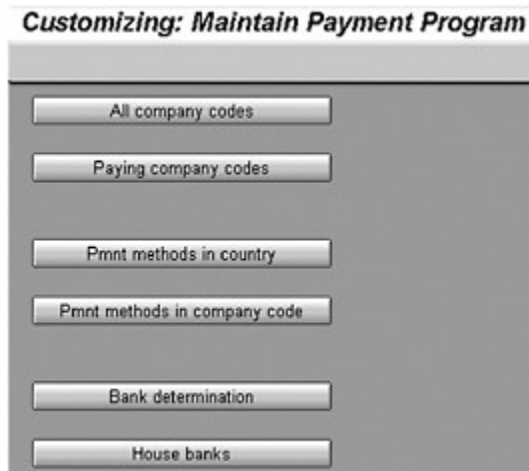 Customizing: Maintain Payment Program
All company codes
Paying company codes
Pmnt methods in country
Pmnt methods in company code
Bank determination
House banks